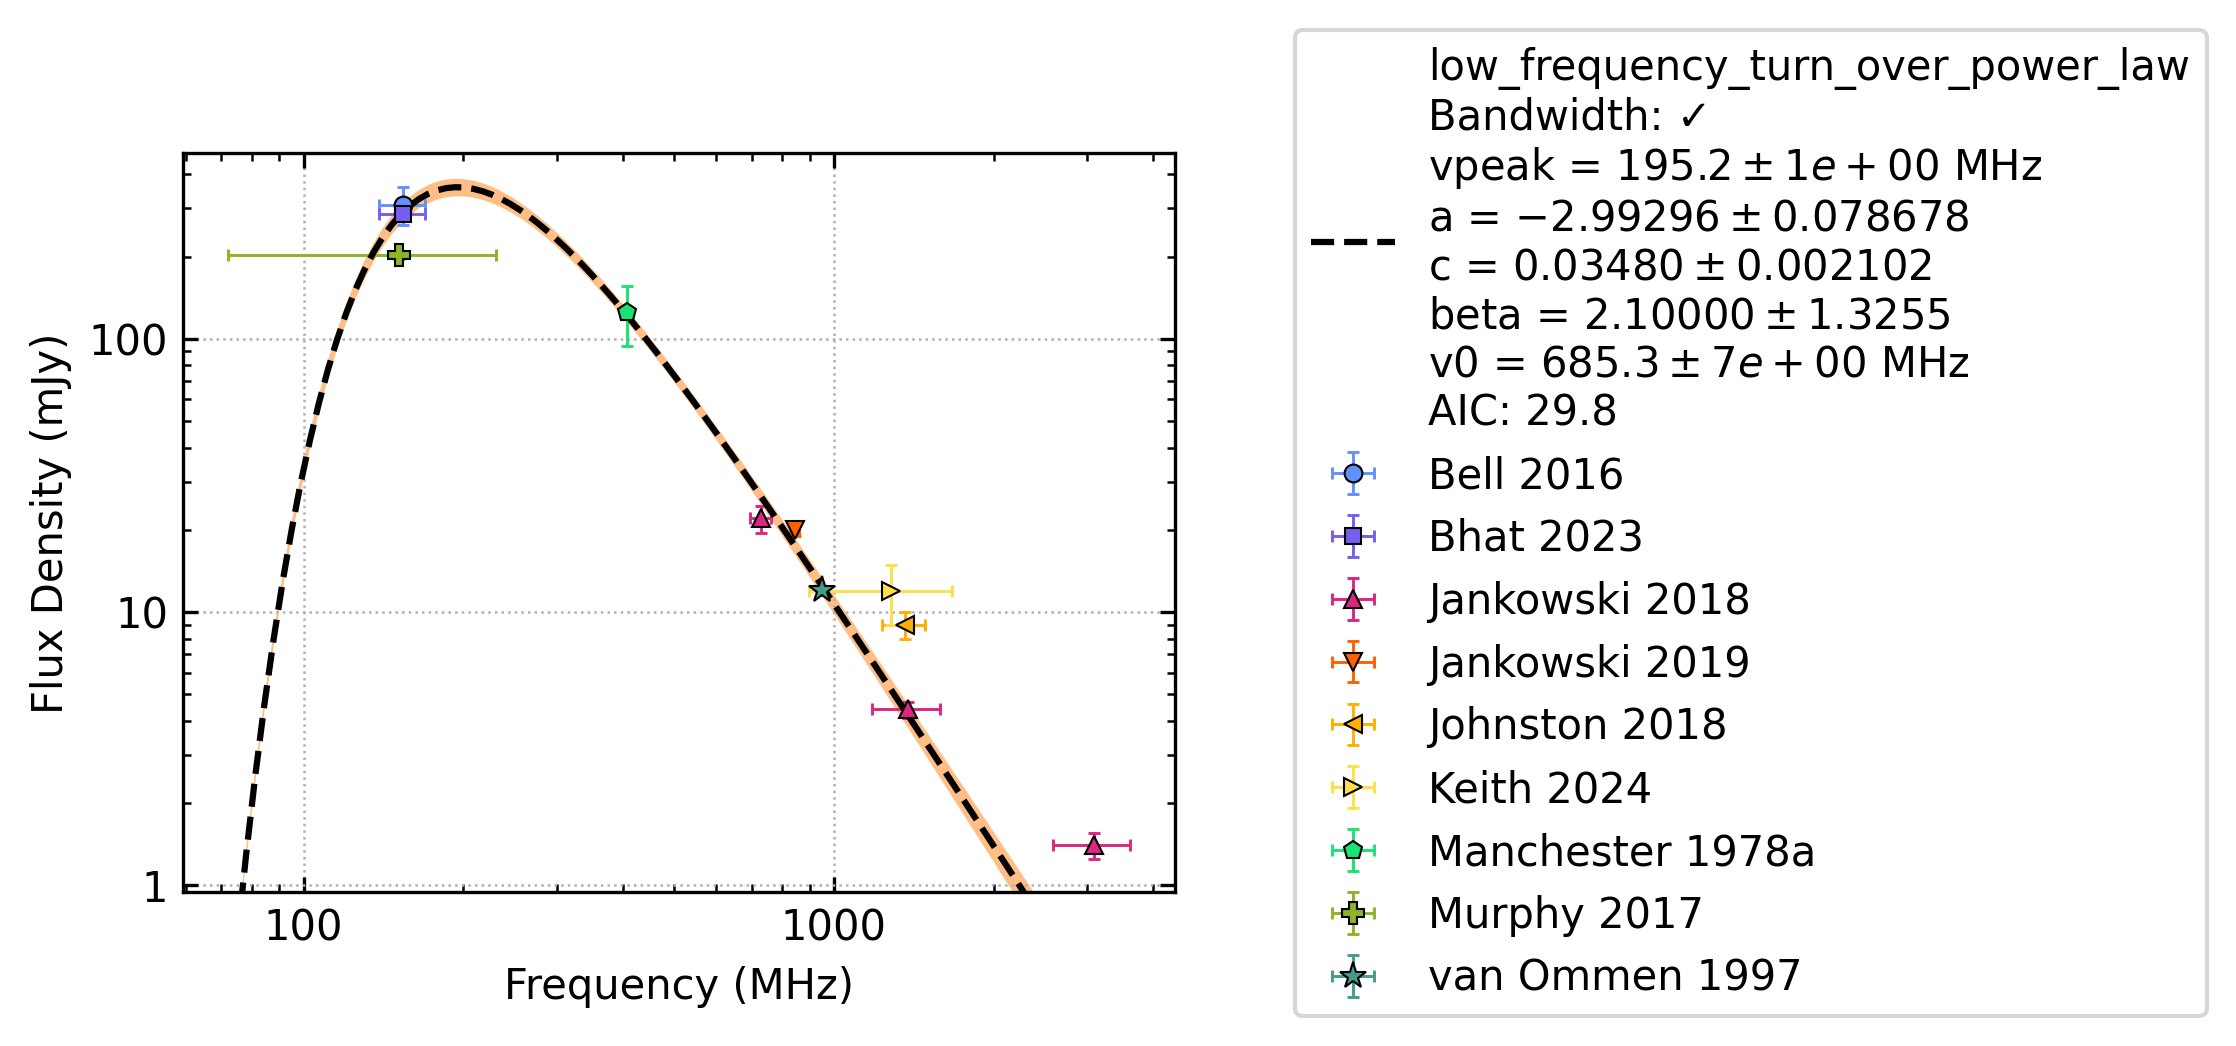 Flux Density (mJy)
100
10
1
100
1000
Frequency (MHz)
low_frequency_turn_over_power_law
Bandwidth: ✓
vpeak = 195.2 ± 1e + 00 MHz
a = −2.99296 ± 0.078678
c = 0.03480 ± 0.002102
beta = 2.10000 ± 1.3255
v0 = 685.3 ± 7e + 00 MHz
AIC: 29.8
Bell 2016
Bhat 2023
Jankowski 2018
Jankowski 2019
Johnston 2018
Keith 2024
Manchester 1978a
Murphy 2017
van Ommen 1997